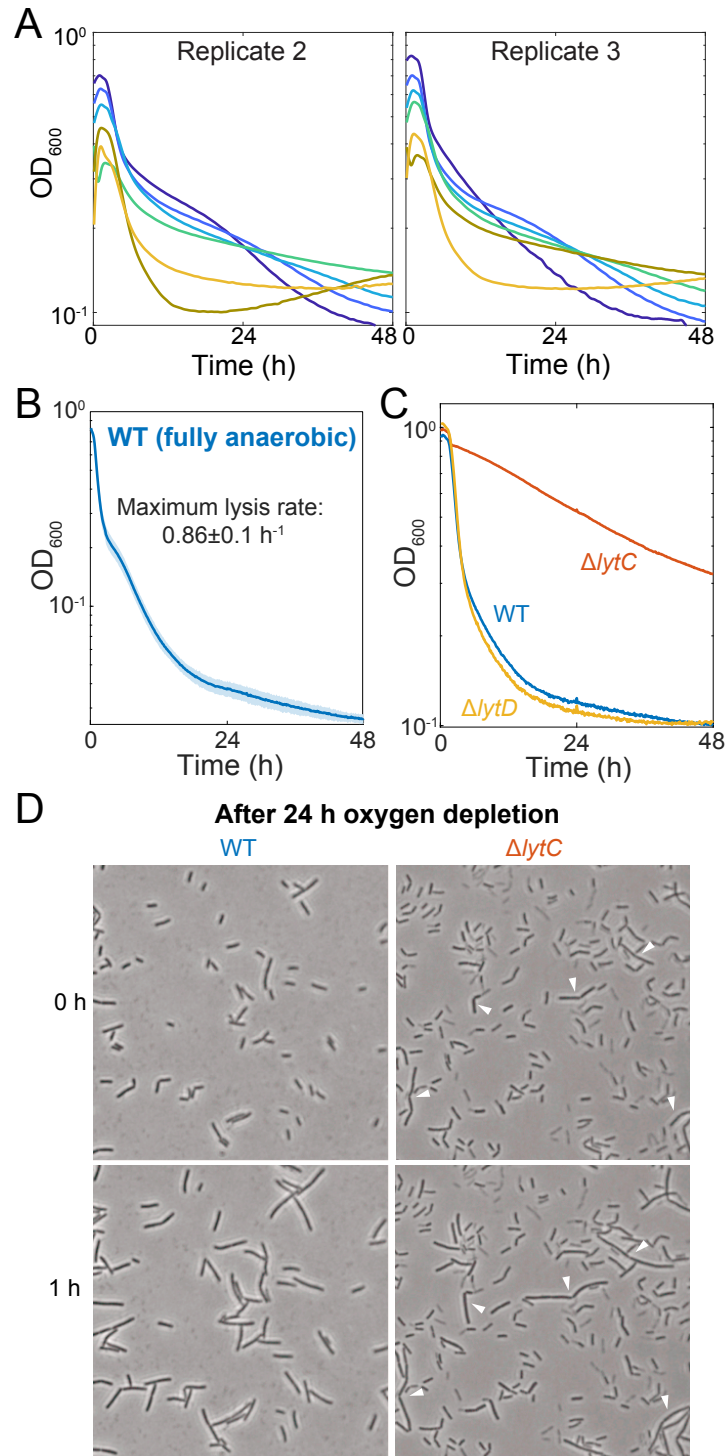 A
Replicate 2
Replicate 3
10⁰
OD₆₀₀
10⁻¹
0
24
48
0
24
48
Time (h)
Time (h)
B
10⁰
WT (fully anaerobic)
Maximum lysis rate:
0.86±0.1 h⁻¹
OD₆₀₀
10⁻¹
0
24
48
Time (h)
C
10⁰
OD₆₀₀
ΔlytC
WT
ΔlytD
10⁻¹
0
24
48
Time (h)
D
After 24 h oxygen depletion
WT
ΔlytC
0 h
1 h